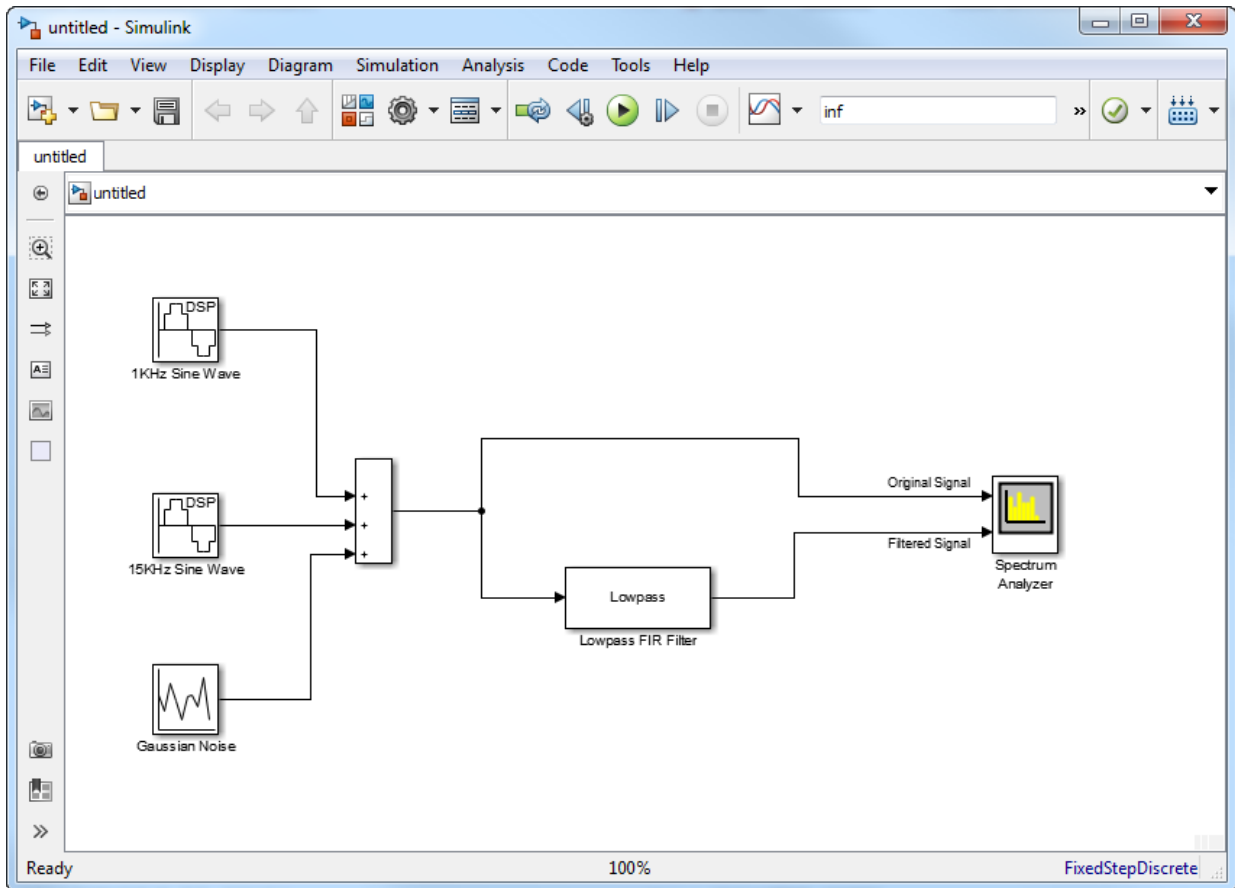 untitled - Simulink
File Edit View Display Diagram Simulation Analysis Code Tools Help
inf »
untitled
untitled
DSP
1KHz Sine Wave
DSP
15KHz Sine Wave
Gaussian Noise
+
+
+
Lowpass
Lowpass FIR Filter
Original Signal
Filtered Signal
Spectrum
Analyzer
A
»
Ready 100% FixedStepDiscrete